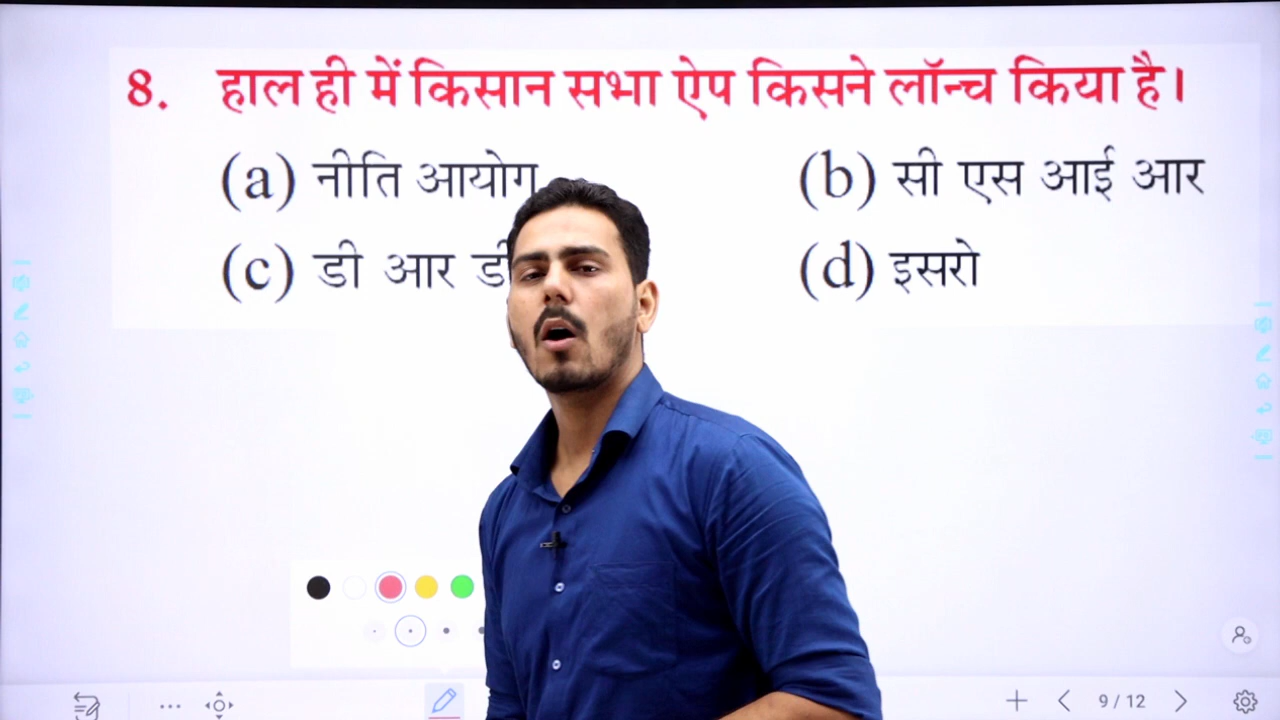 8. हाल ही में किसान सभा ऐप किसने लॉन्च किया है।
(a) नीति आयोग
(b) सी एस आई आर
(c) डी आर
(d) इसरो
9 / 12